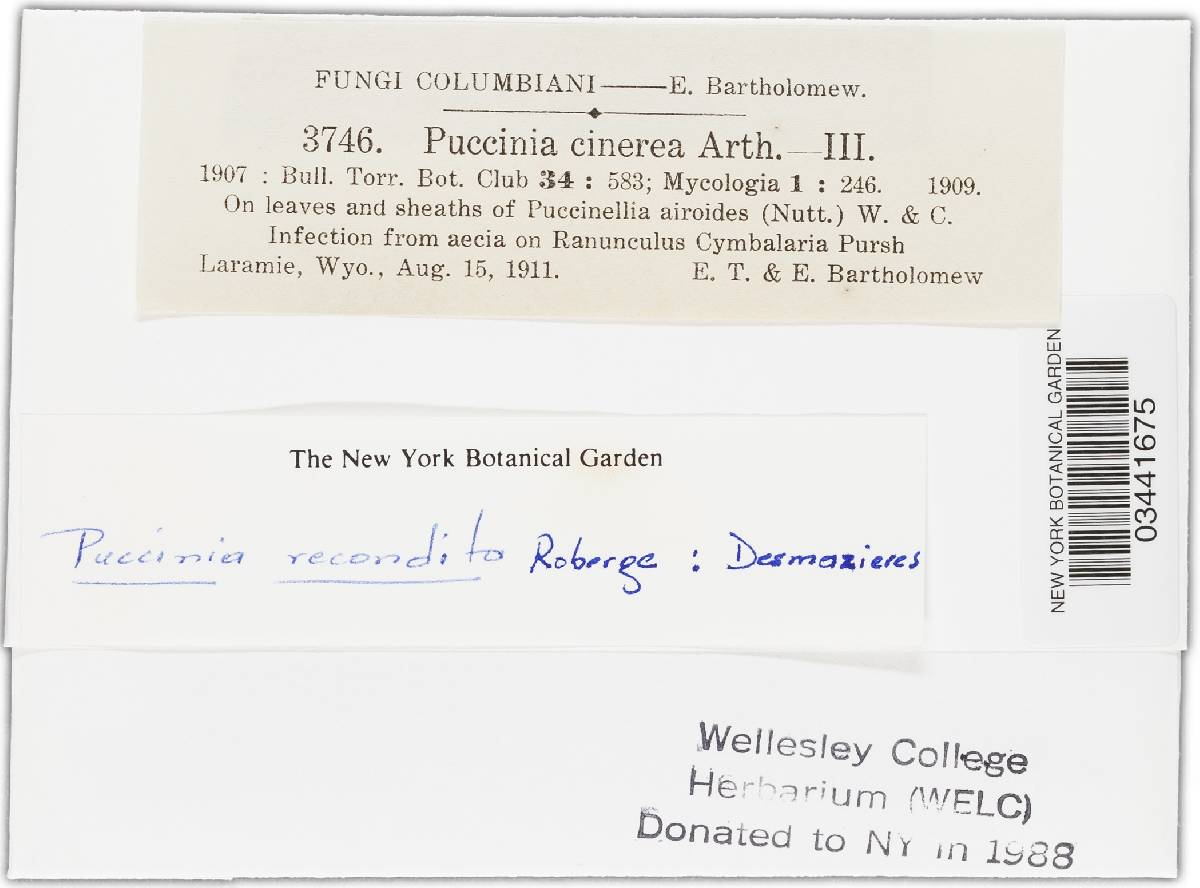 FUNGI COLUMBIANI——E. Bartholomew.
3746. Puccinia cinerea Arth.—III.
1907 : Bull. Torr. Bot. Club 34 : 583; Mycologia 1 : 246. 1909.
On leaves and sheaths of Puccinellia airoides (Nutt.) W. & C.
Infection from aecia on Ranunculus Cymbalaria Pursh
Laramie, Wyo., Aug. 15, 1911. E. T. & E. Bartholomew
NEW YORK BOTANICAL GARDEN
03441675
The New York Botanical Garden
Puccinia recondita Roberge : Desmazieres
Wellesley College
Herbarium (WELC)
Donated to NY in 1988